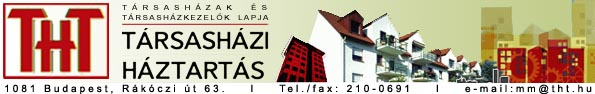 THT
TÁRSASHÁZAK ÉS
TÁRSASHÁZKEZELŐK LAPJA
TÁRSASHÁZI
HÁZTARTÁS
1081 Budapest, Rákóczi út 63. I Tel./fax: 210-0691 I e-mail:mm@tht.hu